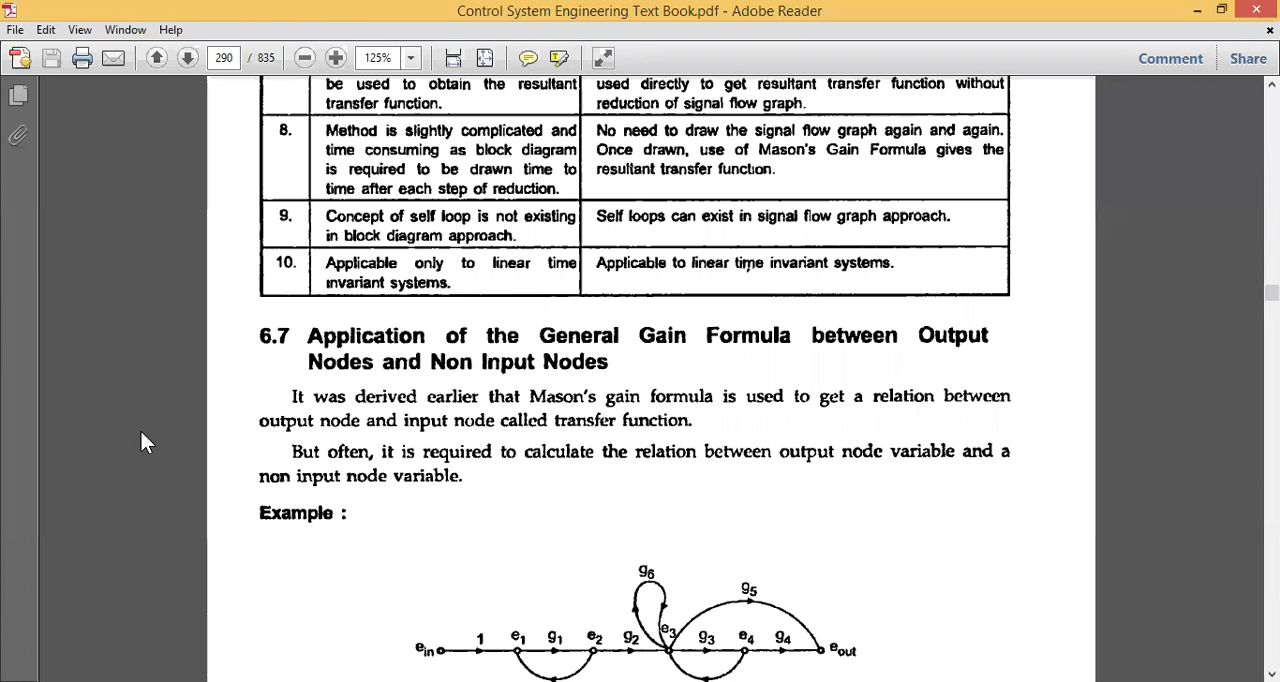 Control System Engineering Text Book.pdf - Adobe Reader
File Edit View Window Help
290 / 835 125% Comment Share
be used to obtain the resultant
transfer function.
used directly to get resultant transfer function without
reduction of signal flow graph.
8. Method is slightly complicated and
time consuming as block diagram
is required to be drawn time to
time after each step of reduction.
No need to draw the signal flow graph again and again.
Once drawn, use of Mason's Gain Formula gives the
resultant transfer function.
9. Concept of self loop is not existing
in block diagram approach.
Self loops can exist in signal flow graph approach.
10. Applicable only to linear time
invariant systems.
Applicable to linear time invariant systems.
6.7 Application of the General Gain Formula between Output
Nodes and Non Input Nodes
It was derived earlier that Mason's gain formula is used to get a relation between
output node and input node called transfer function.
But often, it is required to calculate the relation between output node variable and a
non input node variable.
Example :
g6
g5
1 e1 g1 e2 g2 e3 g3 e4 g4
ein eout